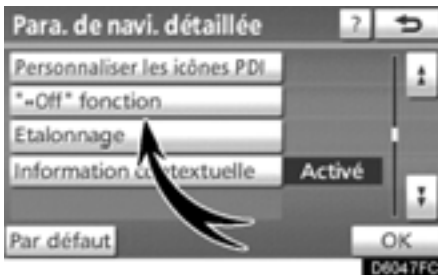 Para. de navi. détaillée ?
Personnaliser les icônes PDI
"◄Off" fonction
Etalonnage
Information contextuelle Activé
Par défaut OK
D6047FC